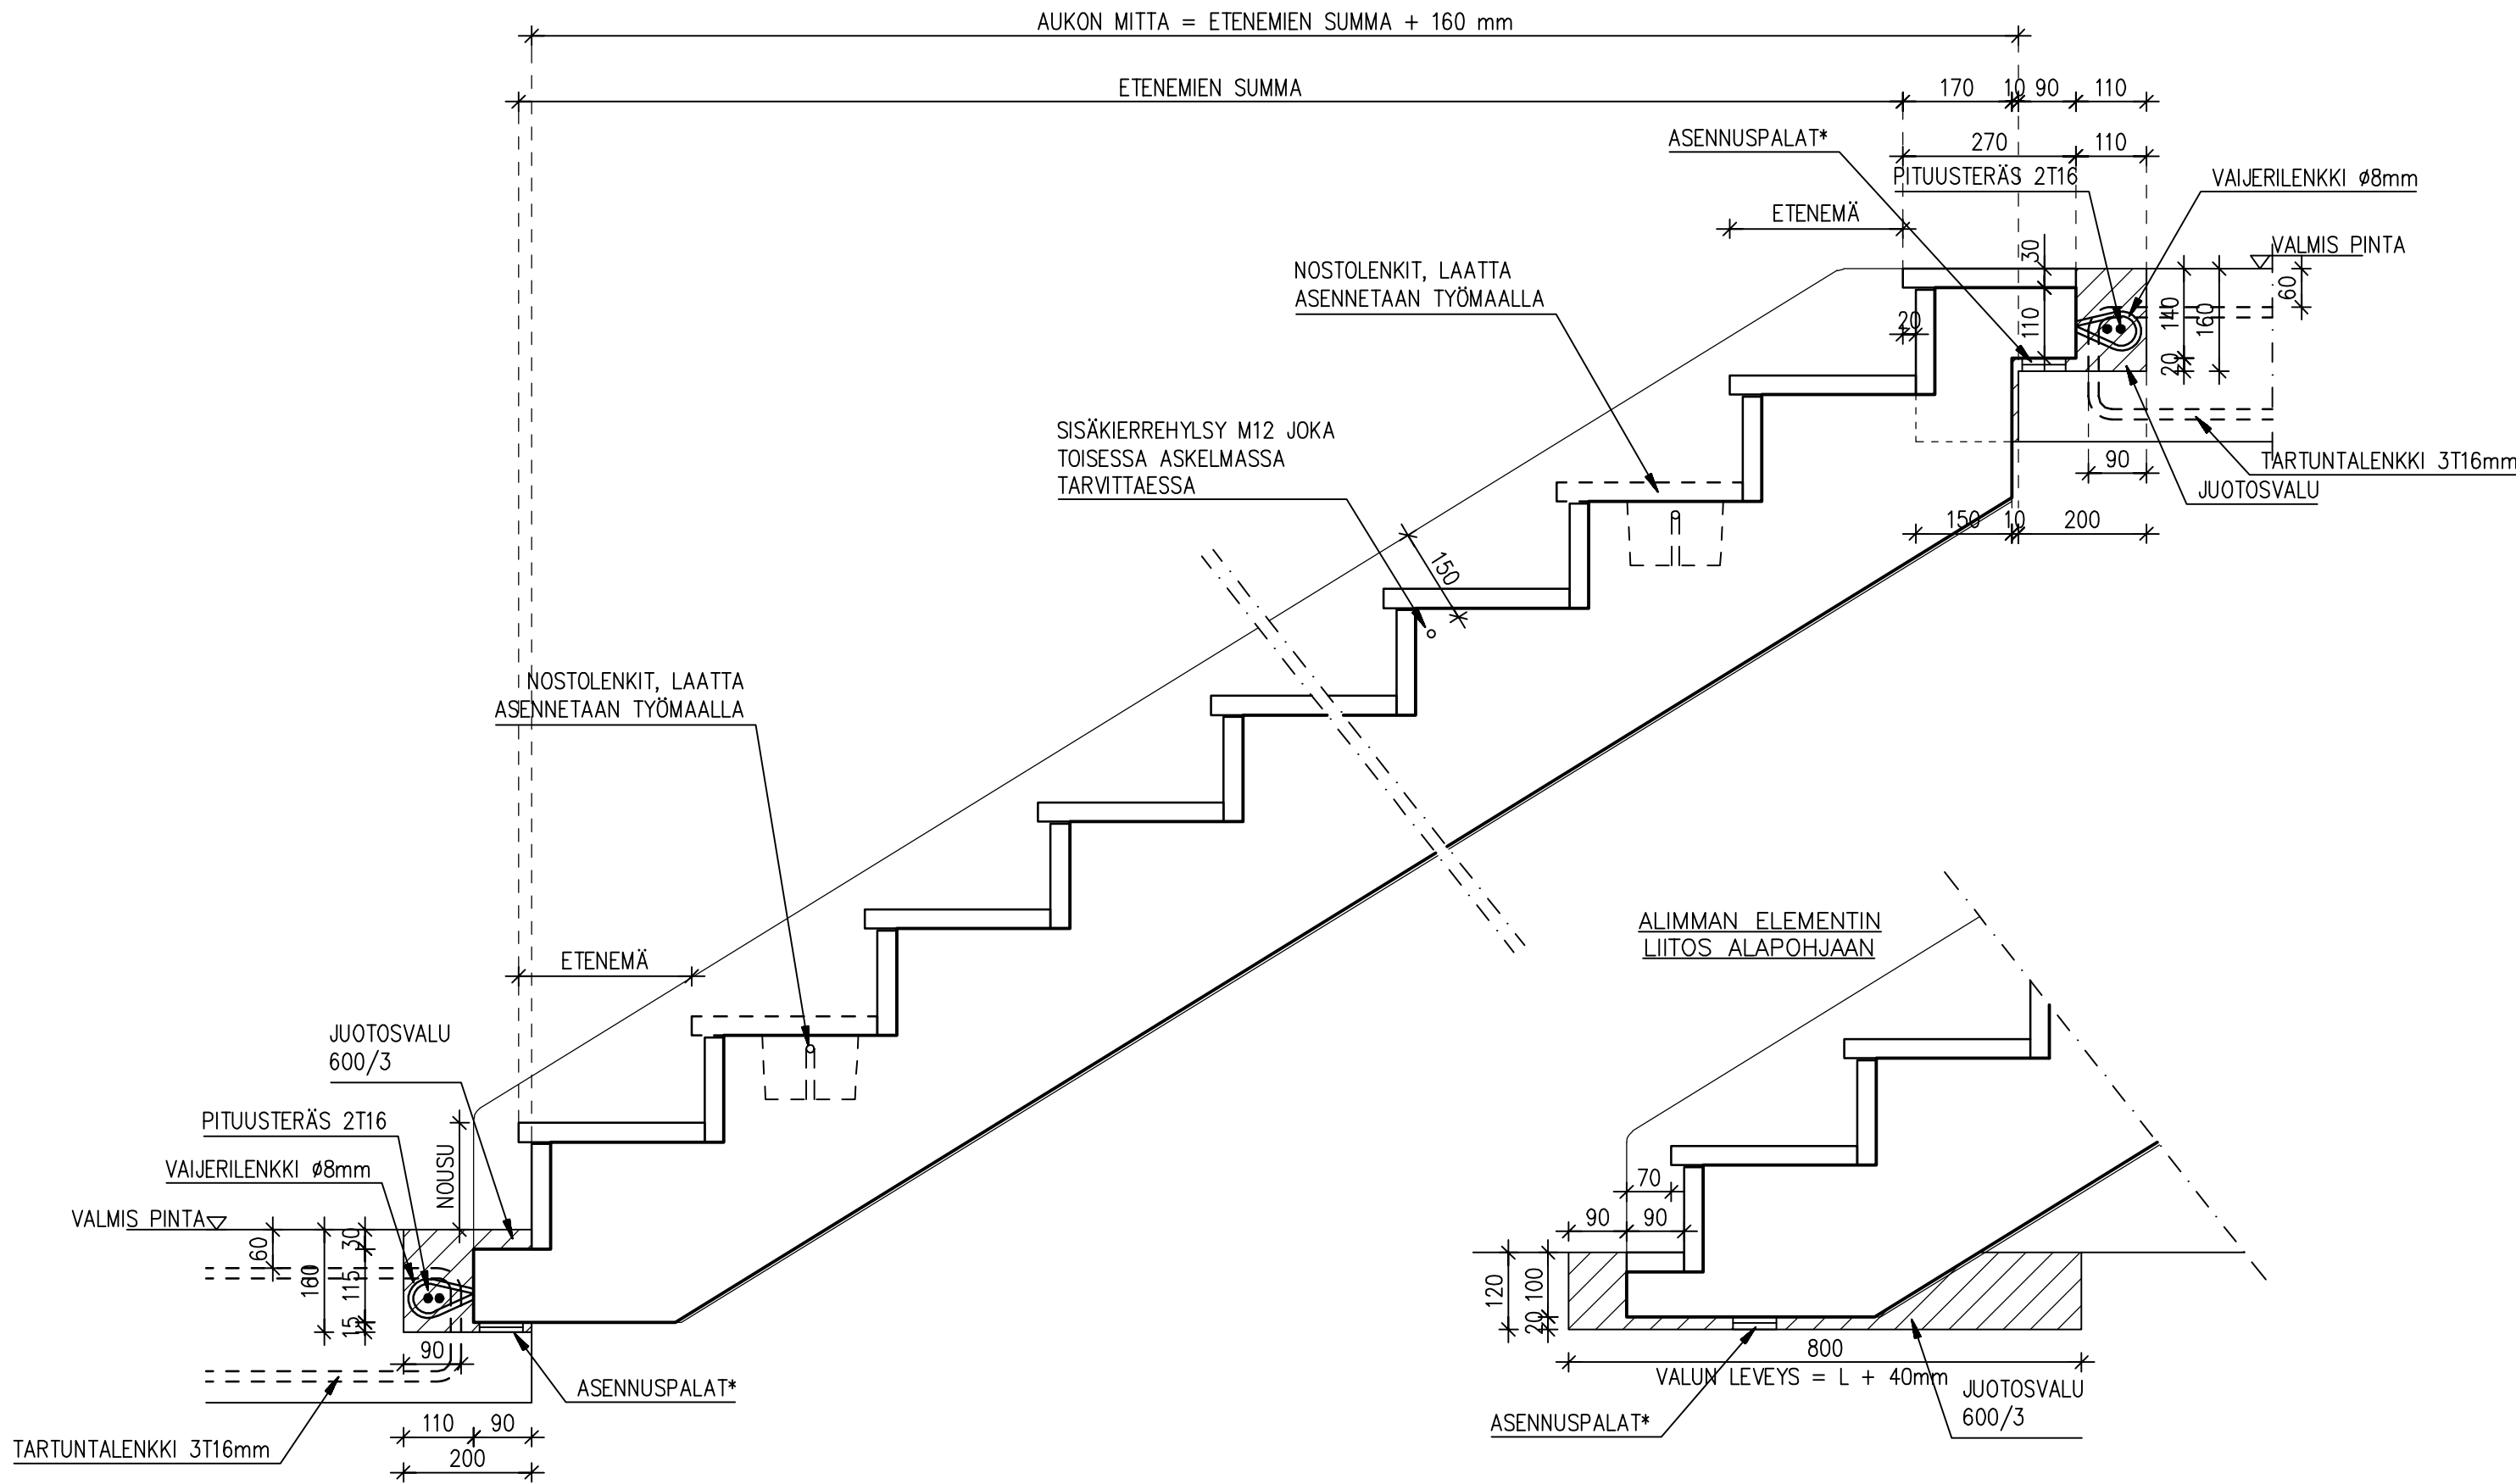 AUKON MITTA = ETENEMIEN SUMMA + 160 mm
ETENEMIEN SUMMA
170
10
90
110
ASENNUSPALAT*
270
110
PITUUSTERÄS 2T16
VAIJERILENKKI ø8mm
ETENEMÄ
VALMIS PINTA
NOSTOLENKIT, LAATTA
ASENNETAAN TYÖMAALLA
30
60
20
110
140
160
20
SISÄKIERREHYLSY M12 JOKA
TOISESSA ASKELMASSA
TARVITTAESSA
90
TARTUNTALENKKI 3T16mm
JUOTOSVALU
150
10
200
150
NOSTOLENKIT, LAATTA
ASENNETAAN TYÖMAALLA
ETENEMÄ
JUOTOSVALU
600/3
PITUUSTERÄS 2T16
VAIJERILENKKI ø8mm
NOUSU
VALMIS PINTA
60
160
30
115
15
90
ASENNUSPALAT*
110
90
TARTUNTALENKKI 3T16mm
200
ALIMMAN ELEMENTIN
LIITOS ALAPOHJAAN
70
90
90
120
100
20
800
VALUN LEVEYS = L + 40mm
JUOTOSVALU
600/3
ASENNUSPALAT*